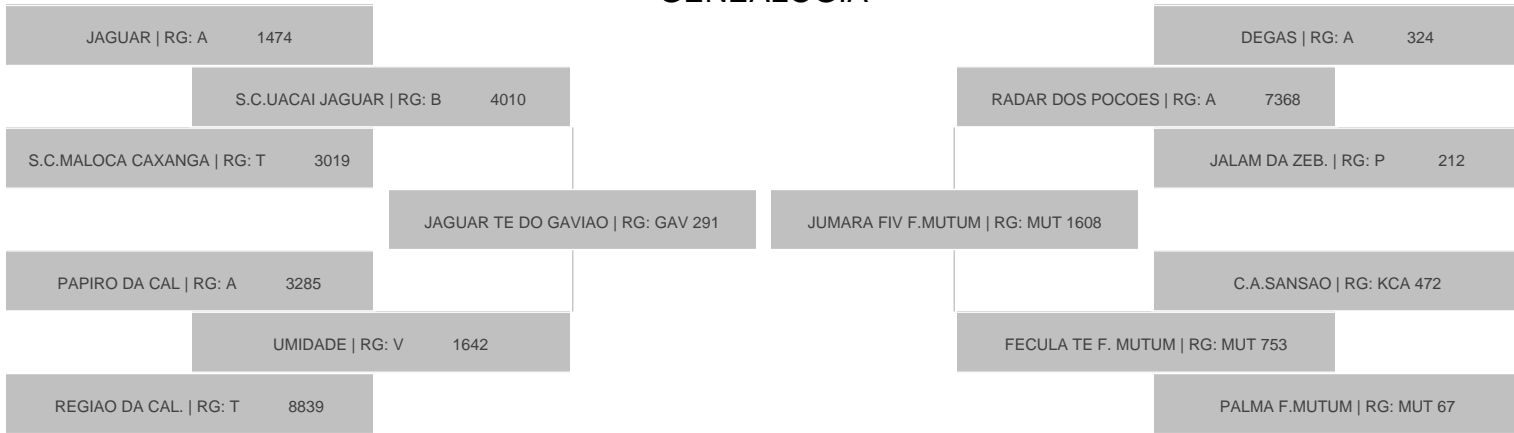 JAGUAR | RG: A 1474
DEGAS | RG: A 324
S.C.UACAI JAGUAR | RG: B 4010
RADAR DOS POCOES | RG: A 7368
S.C.MALOCA CAXANGA | RG: T 3019
JALAM DA ZEB. | RG: P 212
JAGUAR TE DO GAVIAO | RG: GAV 291
JUMARA FIV F.MUTUM | RG: MUT 1608
PAPIRO DA CAL | RG: A 3285
C.A.SANSAO | RG: KCA 472
UMIDADE | RG: V 1642
FECULA TE F. MUTUM | RG: MUT 753
REGIAO DA CAL. | RG: T 8839
PALMA F.MUTUM | RG: MUT 67